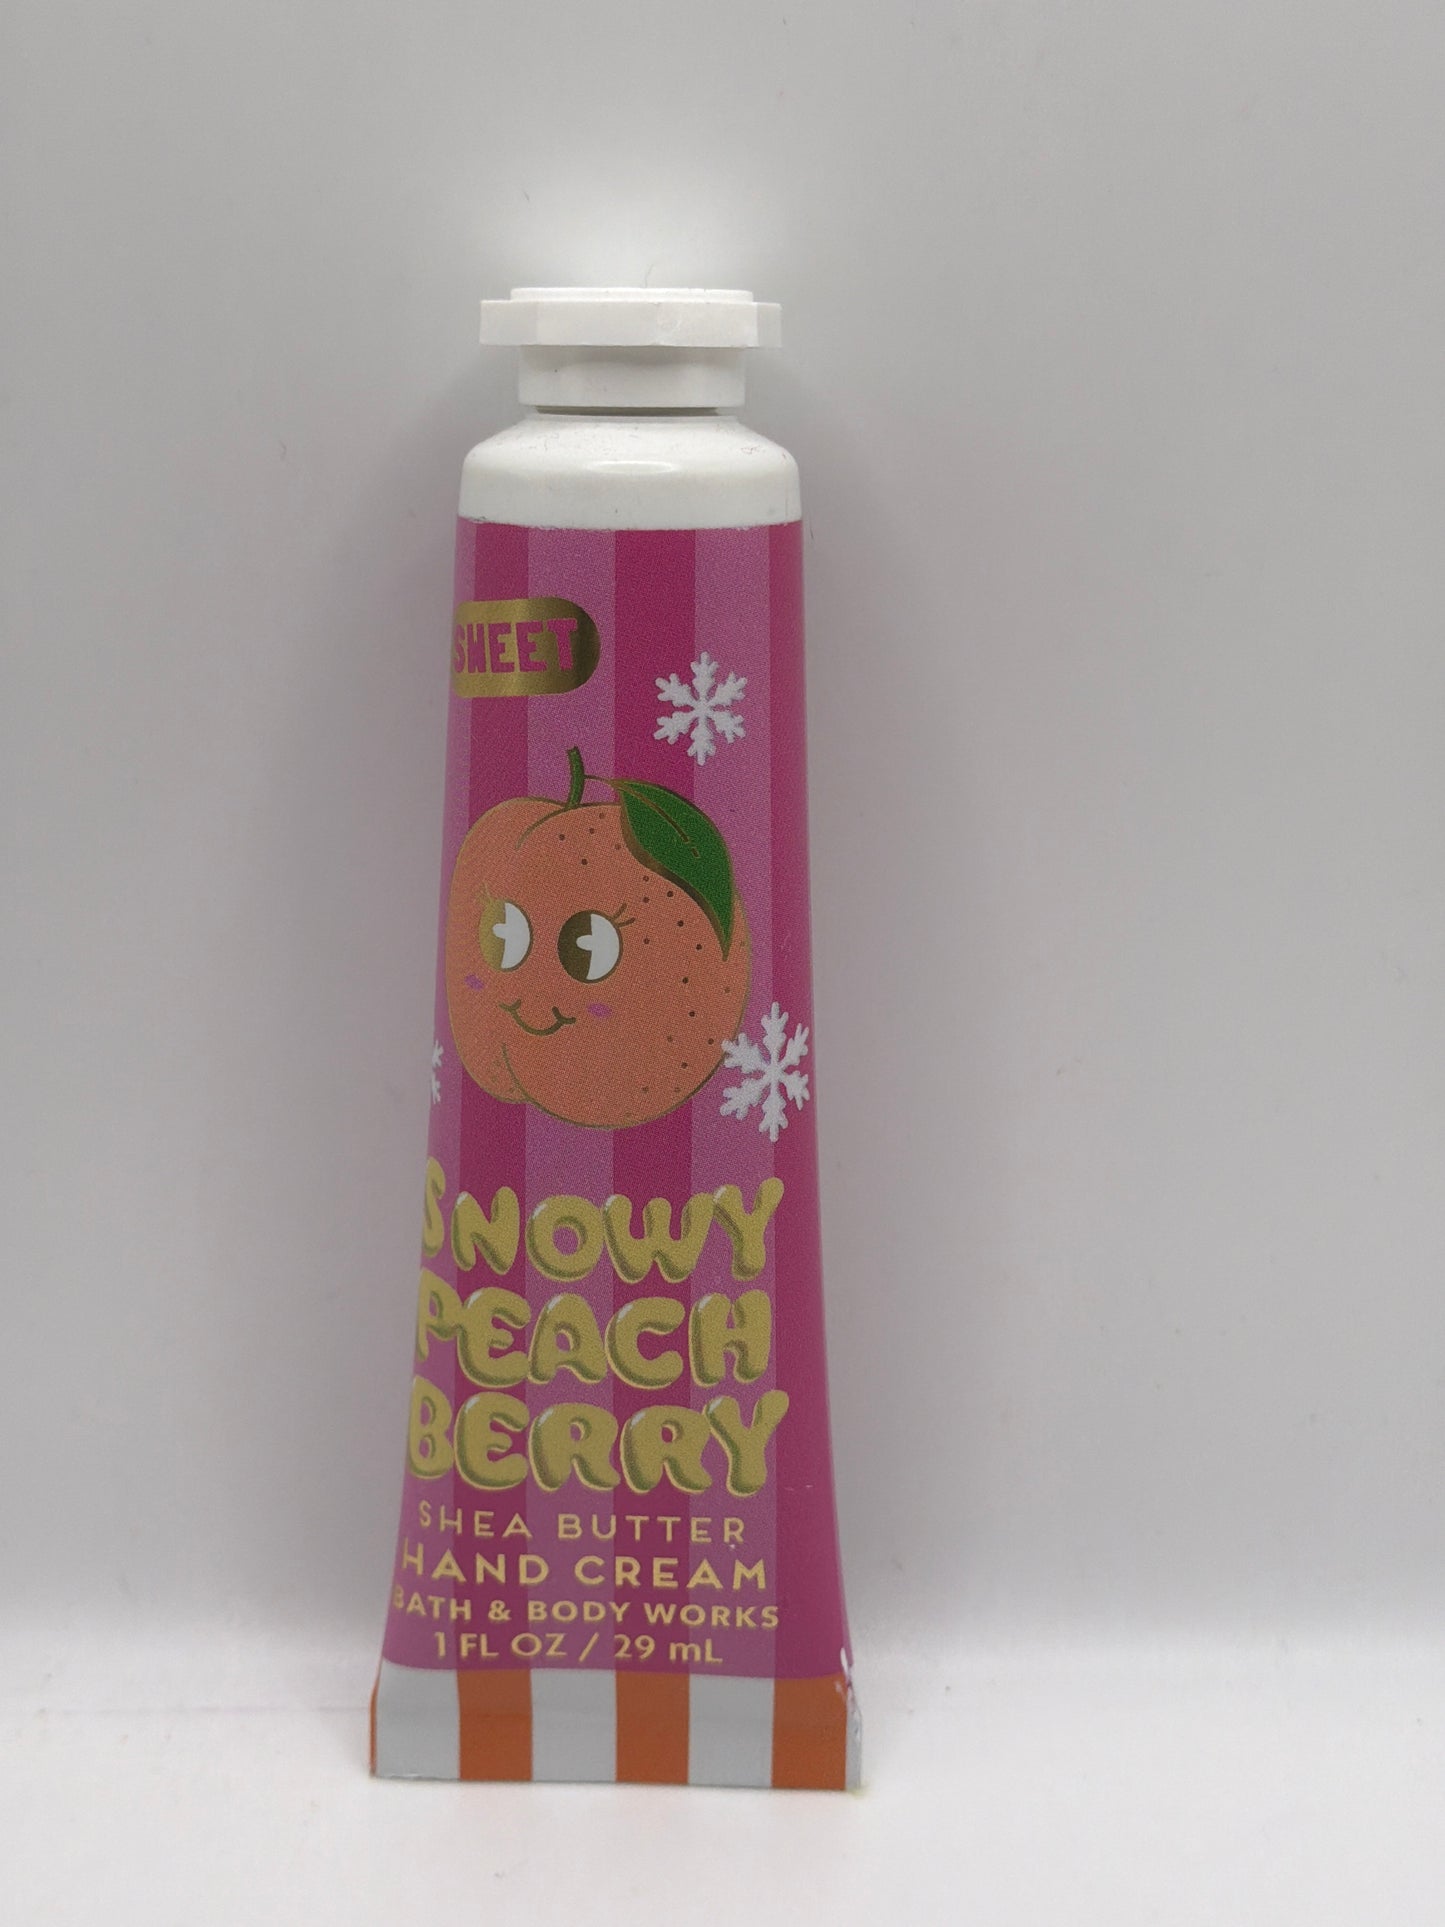 SWEET
SNOWY
PEACH
BERRY
SHEA BUTTER
HAND CREAM
BATH & BODY WORKS
1 FL OZ / 29 mL